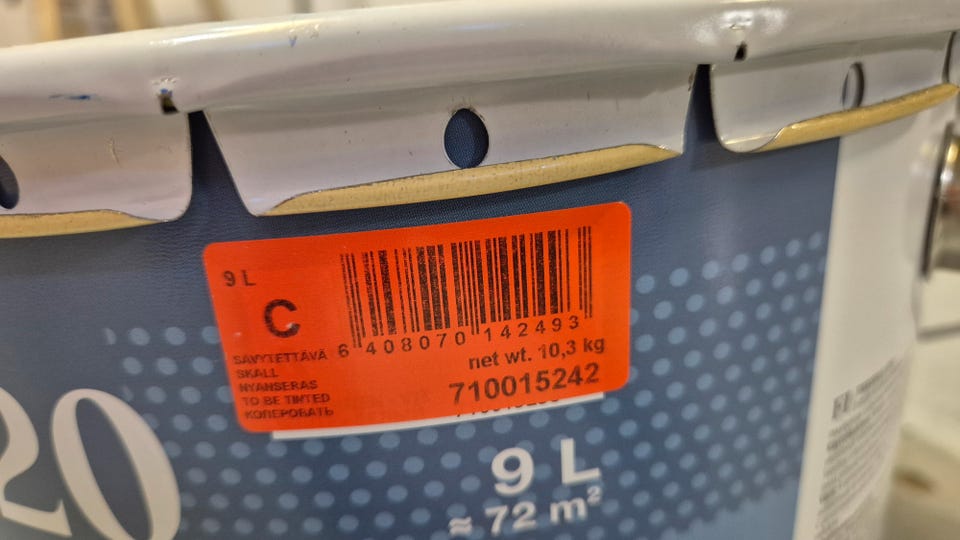 9 L
C
6 408070 142493
SÄVYTETTÄVÄ
SKALL
NYANSERAS
TO BE TINTED
КОЛЕРОВАТЬ
net wt. 10,3 kg
710015242
20
9 L
≈ 72 m²
FI